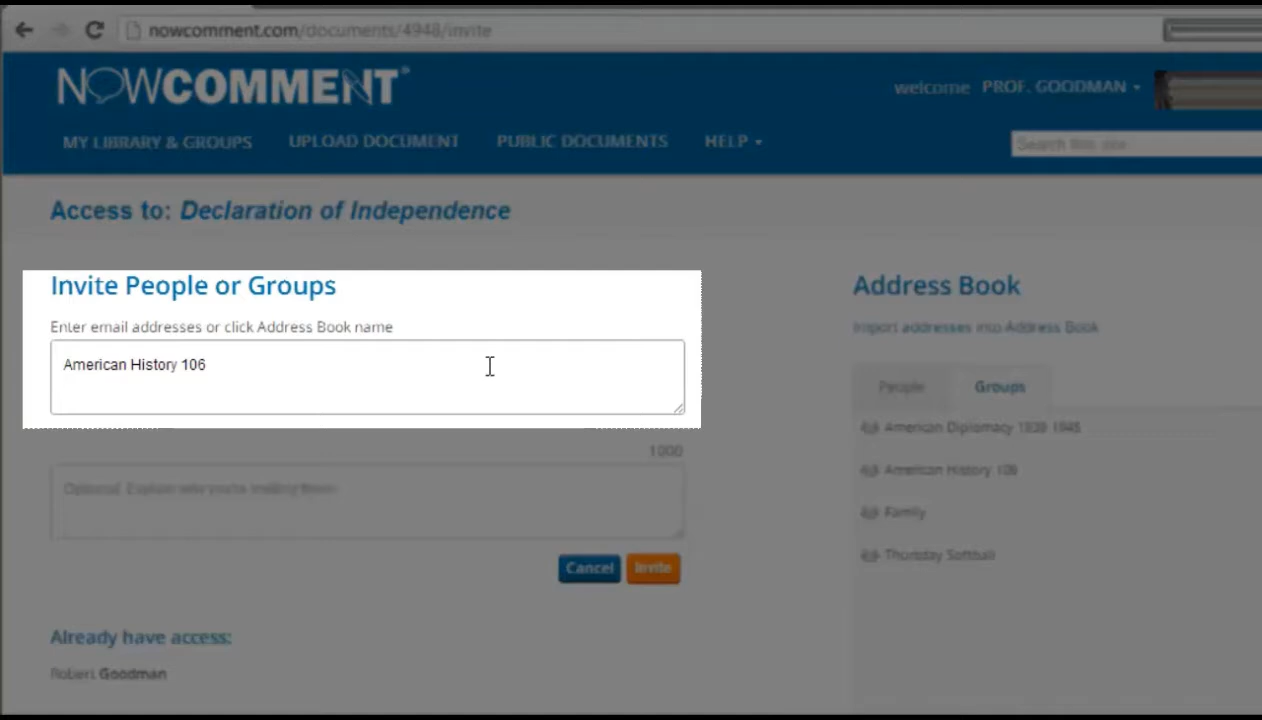 nowcomment.com/documents/4948/invite
NOWCOMMENT®
welcome PROF. GOODMAN
MY LIBRARY & GROUPS UPLOAD DOCUMENT PUBLIC DOCUMENTS HELP
Search this site
Access to: Declaration of Independence
Invite People or Groups
Enter email addresses or click Address Book name
American History 106
1000
Optional. Explain why you're inviting them
Cancel Invite
Already have access:
Robert Goodman
Address Book
Import addresses into Address Book
People Groups
American Diplomacy 1939 1945
American History 106
Family
Thursday Softball